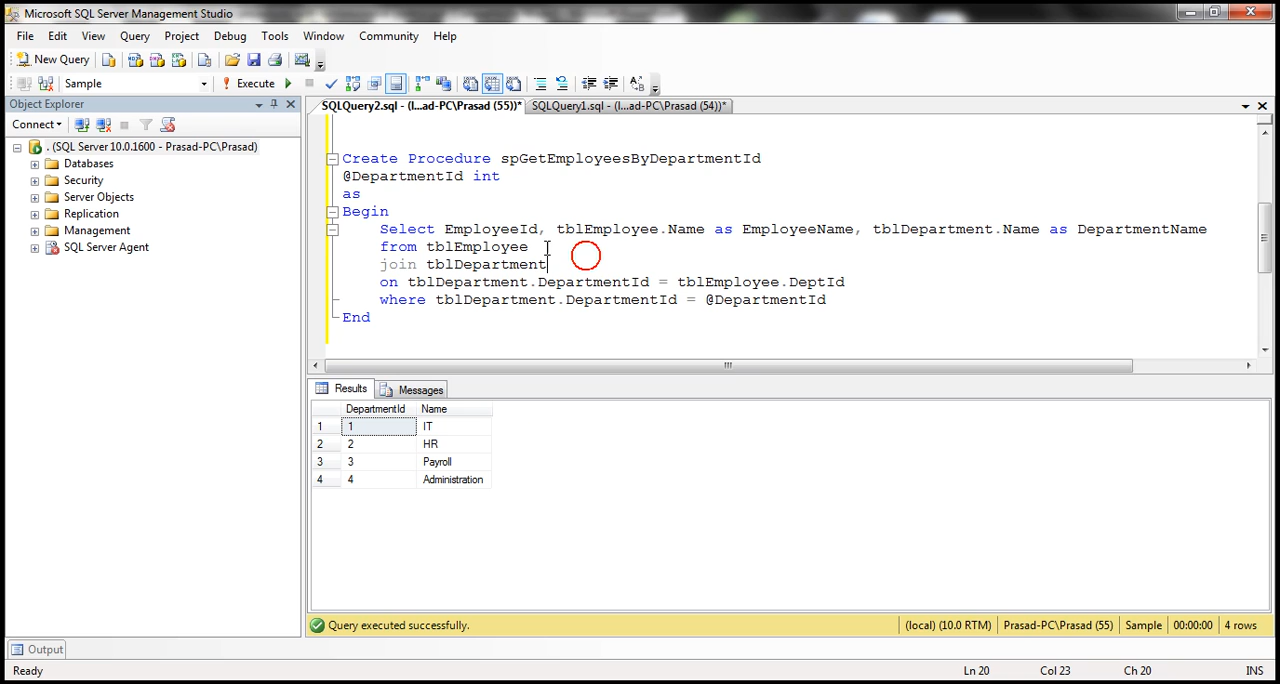 Microsoft SQL Server Management Studio
File Edit View Query Project Debug Tools Window Community Help
New Query
Sample Execute
Object Explorer
SQLQuery2.sql - (l...ad-PC\Prasad (55))* SQLQuery1.sql - (l...ad-PC\Prasad (54))*
Connect
. (SQL Server 10.0.1600 - Prasad-PC\Prasad)
Databases
Security
Server Objects
Replication
Management
SQL Server Agent
Create Procedure spGetEmployeesByDepartmentId
@DepartmentId int
as
Begin
Select EmployeeId, tblEmployee.Name as EmployeeName, tblDepartment.Name as DepartmentName
from tblEmployee
join tblDepartment
on tblDepartment.DepartmentId = tblEmployee.DeptId
where tblDepartment.DepartmentId = @DepartmentId
End
Results Messages
DepartmentId Name
1 1 IT
2 2 HR
3 3 Payroll
4 4 Administration
Query executed successfully. (local) (10.0 RTM) Prasad-PC\Prasad (55) Sample 00:00:00 4 rows
Output
Ready Ln 20 Col 23 Ch 20 INS